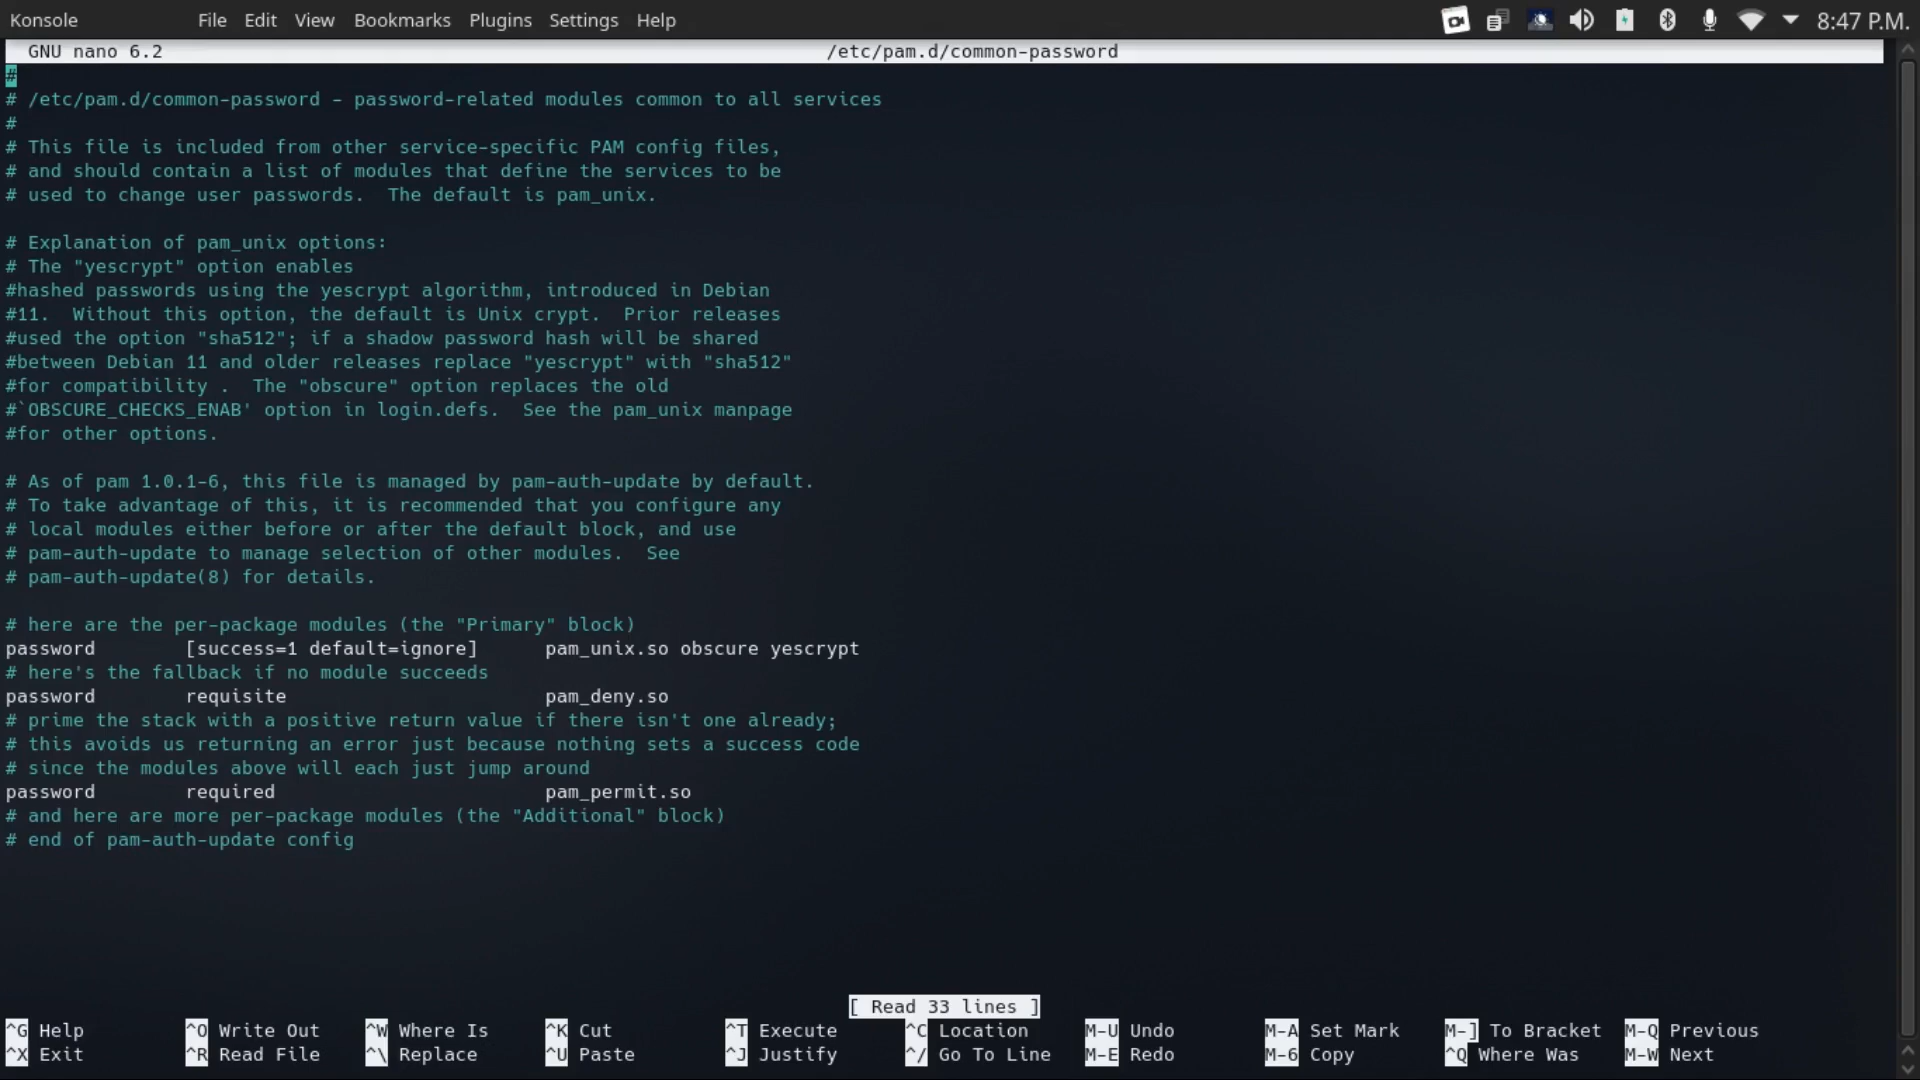 Konsole File Edit View Bookmarks Plugins Settings Help 8:47 P.M.
GNU nano 6.2 /etc/pam.d/common-password
#
# /etc/pam.d/common-password - password-related modules common to all services
#
# This file is included from other service-specific PAM config files,
# and should contain a list of modules that define the services to be
# used to change user passwords.  The default is pam_unix.

# Explanation of pam_unix options:
# The "yescrypt" option enables
#hashed passwords using the yescrypt algorithm, introduced in Debian
#11.  Without this option, the default is Unix crypt.  Prior releases
#used the option "sha512"; if a shadow password hash will be shared
#between Debian 11 and older releases replace "yescrypt" with "sha512"
#for compatibility .  The "obscure" option replaces the old
#`OBSCURE_CHECKS_ENAB' option in login.defs.  See the pam_unix manpage
#for other options.

# As of pam 1.0.1-6, this file is managed by pam-auth-update by default.
# To take advantage of this, it is recommended that you configure any
# local modules either before or after the default block, and use
# pam-auth-update to manage selection of other modules.  See
# pam-auth-update(8) for details.

# here are the per-package modules (the "Primary" block)
password        [success=1 default=ignore]      pam_unix.so obscure yescrypt
# here's the fallback if no module succeeds
password        requisite                       pam_deny.so
# prime the stack with a positive return value if there isn't one already;
# this avoids us returning an error just because nothing sets a success code
# since the modules above will each just jump around
password        required                        pam_permit.so
# and here are more per-package modules (the "Additional" block)
# end of pam-auth-update config
[ Read 33 lines ]
^G Help ^O Write Out ^W Where Is ^K Cut ^T Execute ^C Location M-U Undo M-A Set Mark M-] To Bracket M-Q Previous
^X Exit ^R Read File ^\ Replace ^U Paste ^J Justify ^/ Go To Line M-E Redo M-6 Copy ^Q Where Was M-W Next